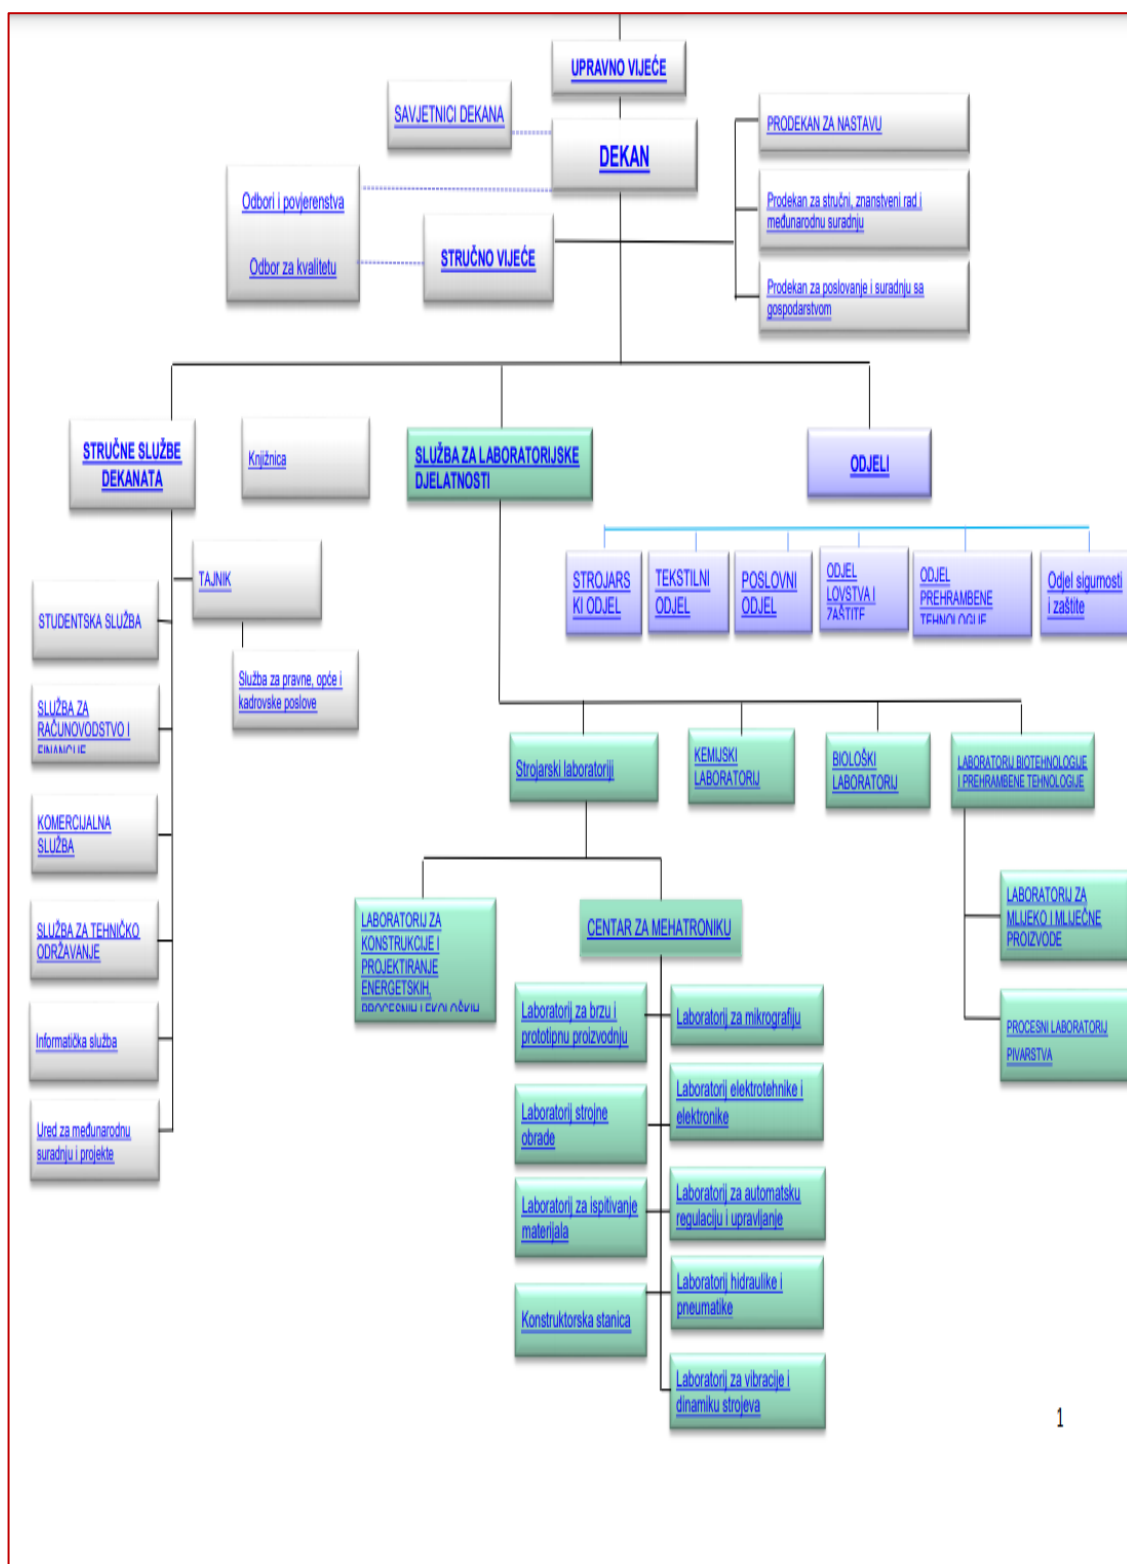 UPRAVNO VIJEĆE
SAVJETNICI DEKANA
DEKAN
PRODEKAN ZA NASTAVU
Odbori i povjerenstva
Odbor za kvalitetu
STRUČNO VIJEĆE
Prodekan za stručni, znanstveni rad i
međunarodnu suradnju
Prodekan za poslovanje i suradnju sa
gospodarstvom
STRUČNE SLUŽBE
DEKANATA
Knjižnica
SLUŽBA ZA LABORATORIJSKE
DJELATNOSTI
ODJELI
TAJNIK
STUDENTSKA SLUŽBA
Služba za pravne, opće i
kadrovske poslove
SLUŽBA ZA
RAČUNOVODSTVO I
FINANCIJE
KOMERCIJALNA
SLUŽBA
SLUŽBA ZA TEHNIČKO
ODRŽAVANJE
Informatička služba
Ured za međunarodnu
suradnju i projekte
STROJARS
KI ODJEL
TEKSTILNI
ODJEL
POSLOVNI
ODJEL
ODJEL
LOVSTVA I
ZAŠTITE
ODJEL
PREHRAMBENE
TEHNOLOGIJE
Odjel sigurnosti
i zaštite
Strojarski laboratoriji
KEMIJSKI
LABORATORIJ
BIOLOŠKI
LABORATORIJ
LABORATORIJ BIOTEHNOLOGIJE
I PREHRAMBENE TEHNOLOGIJE
LABORATORIJ ZA
KONSTRUKCIJE I
PROJEKTIRANJE
ENERGETSKIH,
PROCESNIH I EKOLOŠKIH
CENTAR ZA MEHATRONIKU
LABORATORIJ ZA
MLIJEKO I MLIJEČNE
PROIZVODE
PROCESNI LABORATORIJ
PIVARSTVA
Laboratorij za brzu i
prototipnu proizvodnju
Laboratorij za mikrografiju
Laboratorij strojne
obrade
Laboratorij elektrotehnike i
elektronike
Laboratorij za ispitivanje
materijala
Laboratorij za automatsku
regulaciju i upravljanje
Konstruktorska stanica
Laboratorij hidraulike i
pneumatike
Laboratorij za vibracije i
dinamiku strojeva
1